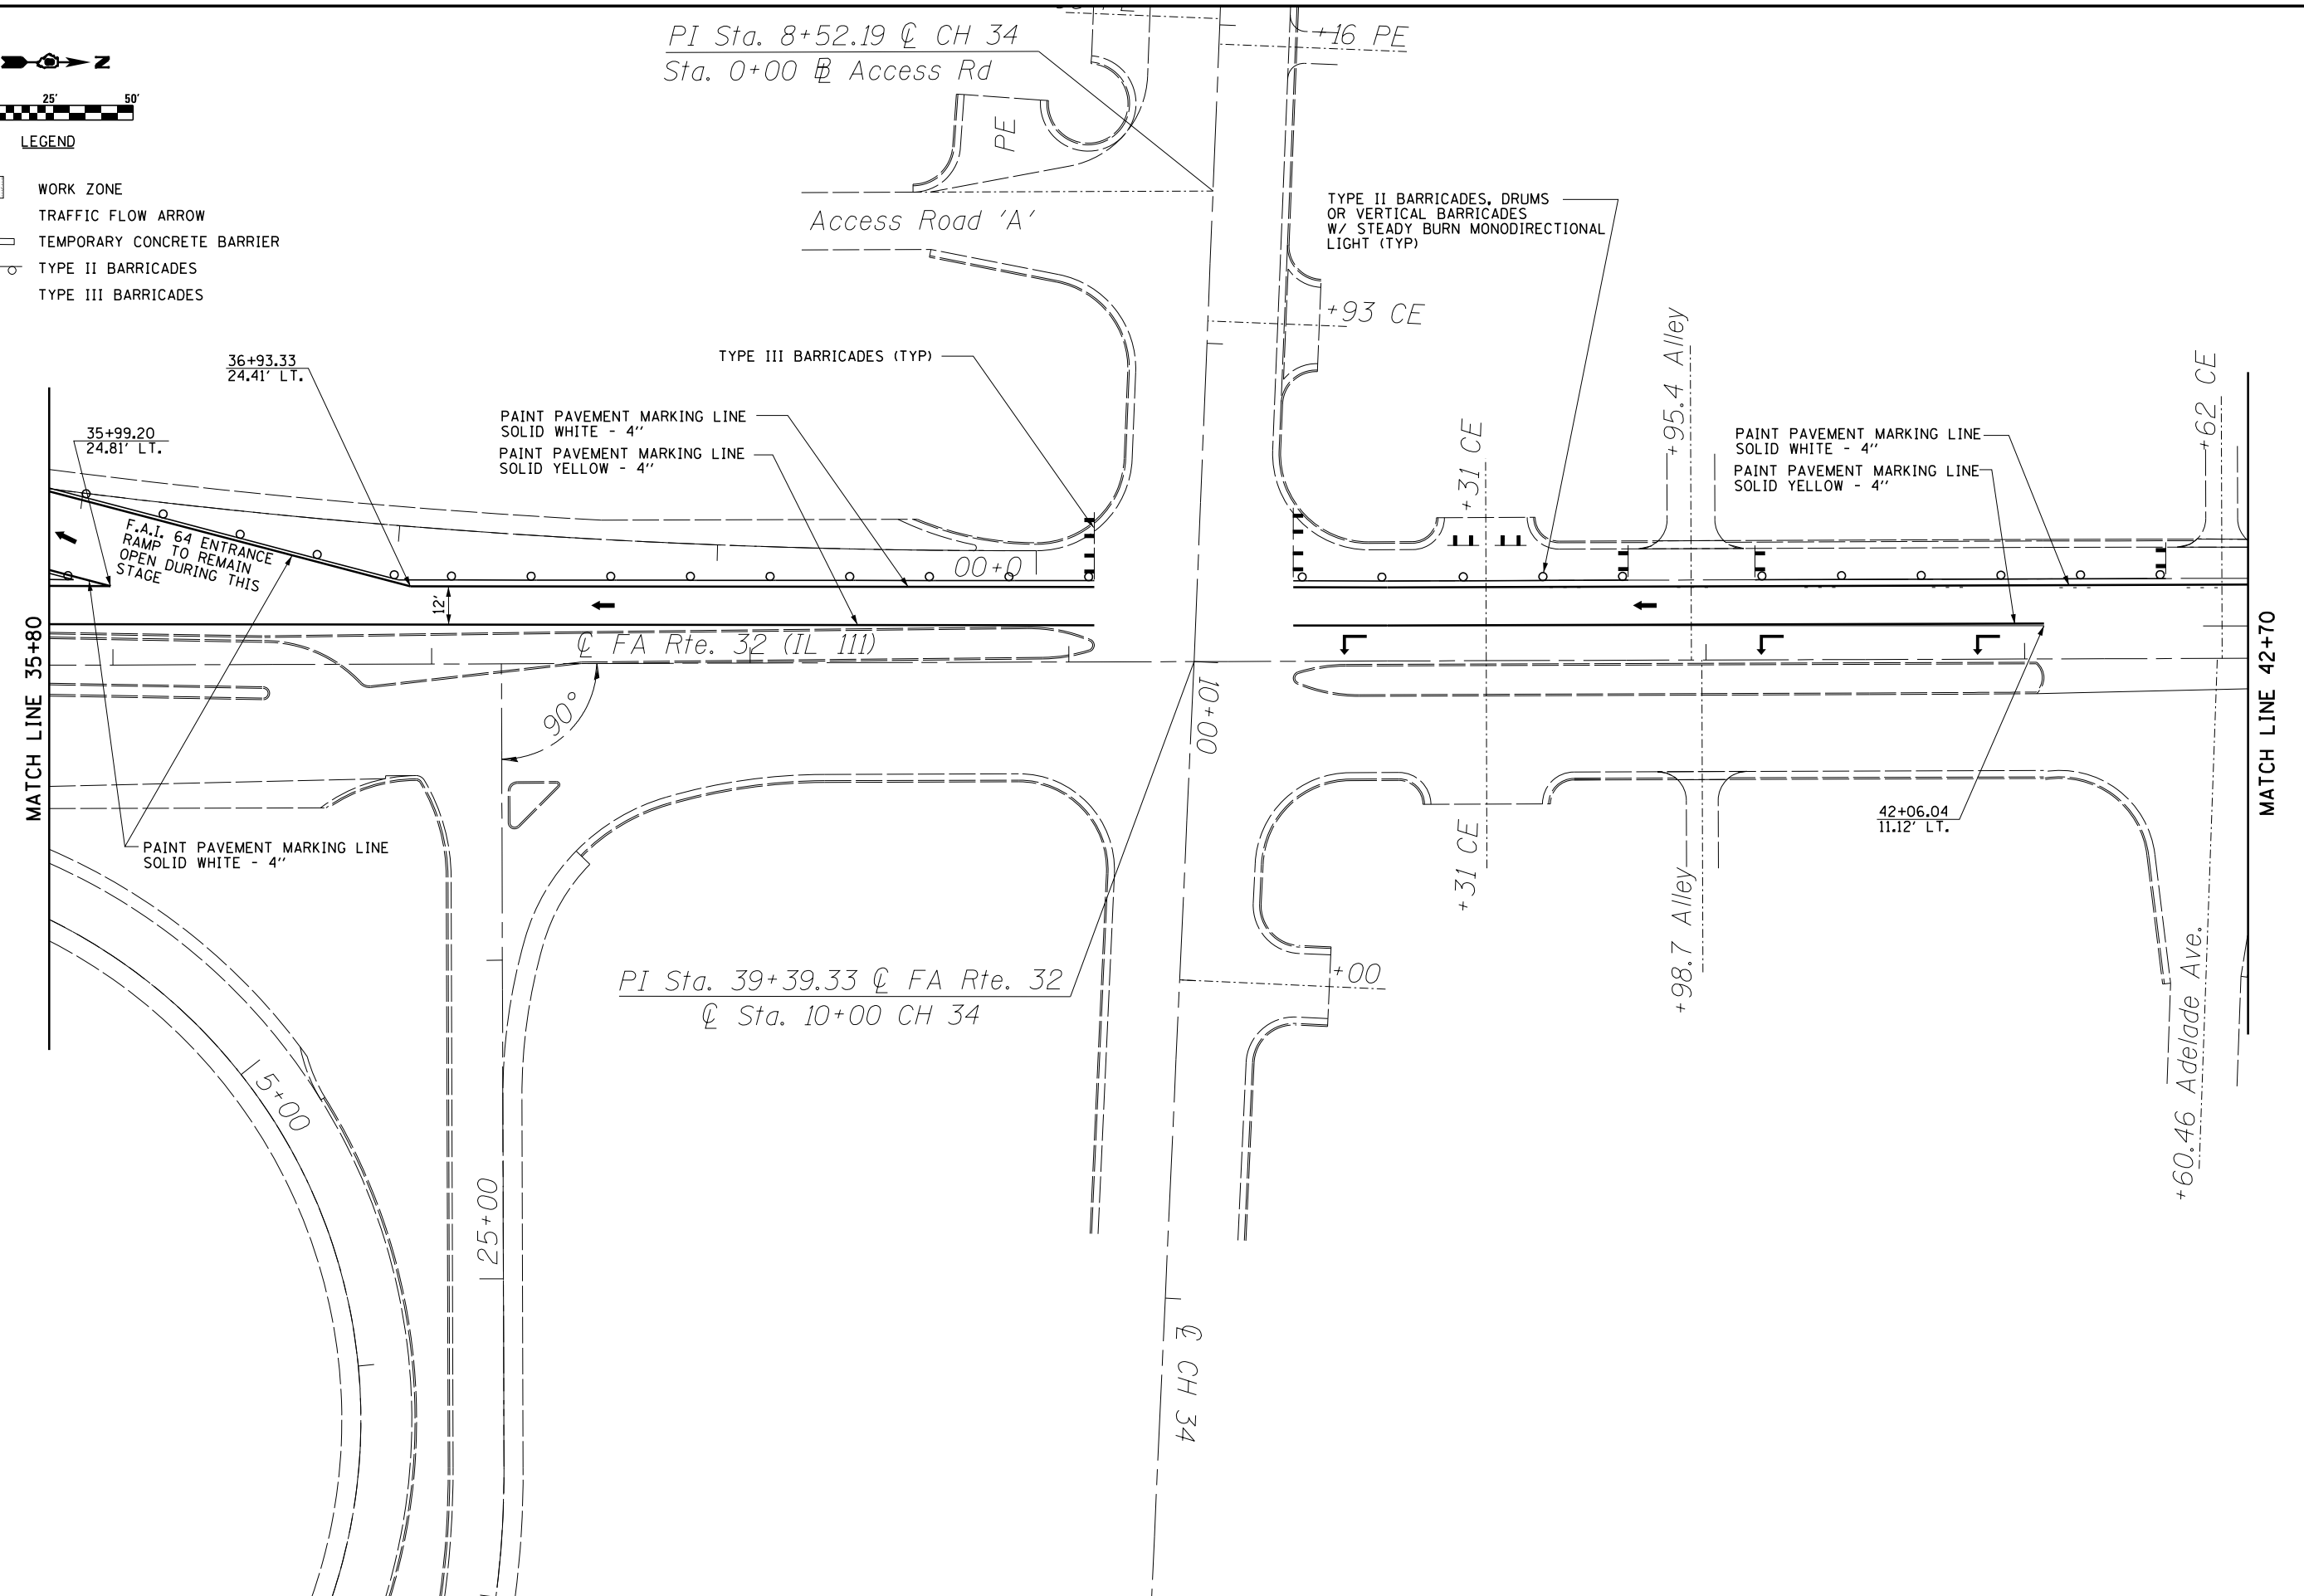 PI Sta. 8+52.19 ℄ CH 34
Sta. 0+00 ⅊ Access Rd
+16 PE
N
25' 50'
LEGEND
WORK ZONE
TRAFFIC FLOW ARROW
TEMPORARY CONCRETE BARRIER
TYPE II BARRICADES
TYPE III BARRICADES
PE
Access Road 'A'
TYPE II BARRICADES, DRUMS
OR VERTICAL BARRICADES
W/ STEADY BURN MONODIRECTIONAL
LIGHT (TYP)
+93 CE
TYPE III BARRICADES (TYP)
36+93.33
24.41' LT.
35+99.20
24.81' LT.
PAINT PAVEMENT MARKING LINE
SOLID WHITE - 4''
PAINT PAVEMENT MARKING LINE
SOLID YELLOW - 4''
+31 CE
+95.4 Alley
+62 CE
PAINT PAVEMENT MARKING LINE
SOLID WHITE - 4''
PAINT PAVEMENT MARKING LINE
SOLID YELLOW - 4''
F.A.I. 64 ENTRANCE
RAMP TO REMAIN
OPEN DURING THIS
STAGE
0+00
12'
℄ FA Rte. 32 (IL 111)
MATCH LINE 35+80
MATCH LINE 42+70
90°
10+00
42+06.04
11.12' LT.
PAINT PAVEMENT MARKING LINE
SOLID WHITE - 4''
+31 CE
+98.7 Alley
+00
PI Sta. 39+39.33 ℄ FA Rte. 32
℄ Sta. 10+00 CH 34
+60.46 Adelade Ave.
5+00
25+00
℄ CH 34